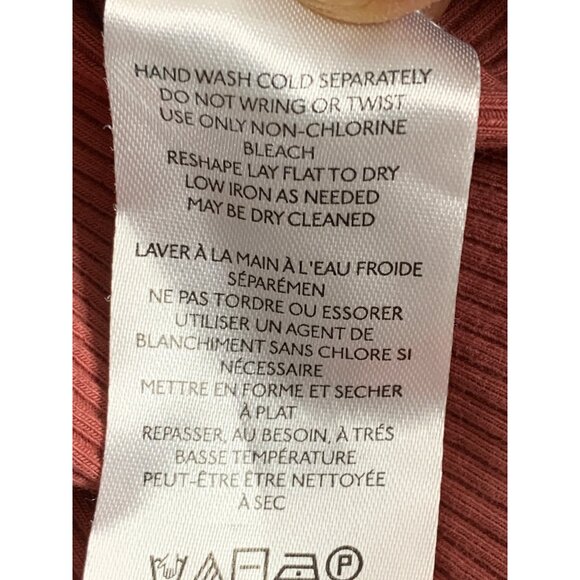 HAND WASH COLD SEPARATELY
DO NOT WRING OR TWIST
USE ONLY NON-CHLORINE
BLEACH
RESHAPE LAY FLAT TO DRY
LOW IRON AS NEEDED
MAY BE DRY CLEANED
LAVER À LA MAIN À L'EAU FROIDE
SÉPARÉMEN
NE PAS TORDRE OU ESSORER
UTILISER UN AGENT DE
BLANCHIMENT SANS CHLORE SI
NÉCESSAIRE
METTRE EN FORME ET SECHER
À PLAT
REPASSER, AU BESOIN, À TRÉS
BASSE TEMPÉRATURE
PEUT-ÊTRE ÊTRE NETTOYÉE
À SEC
P